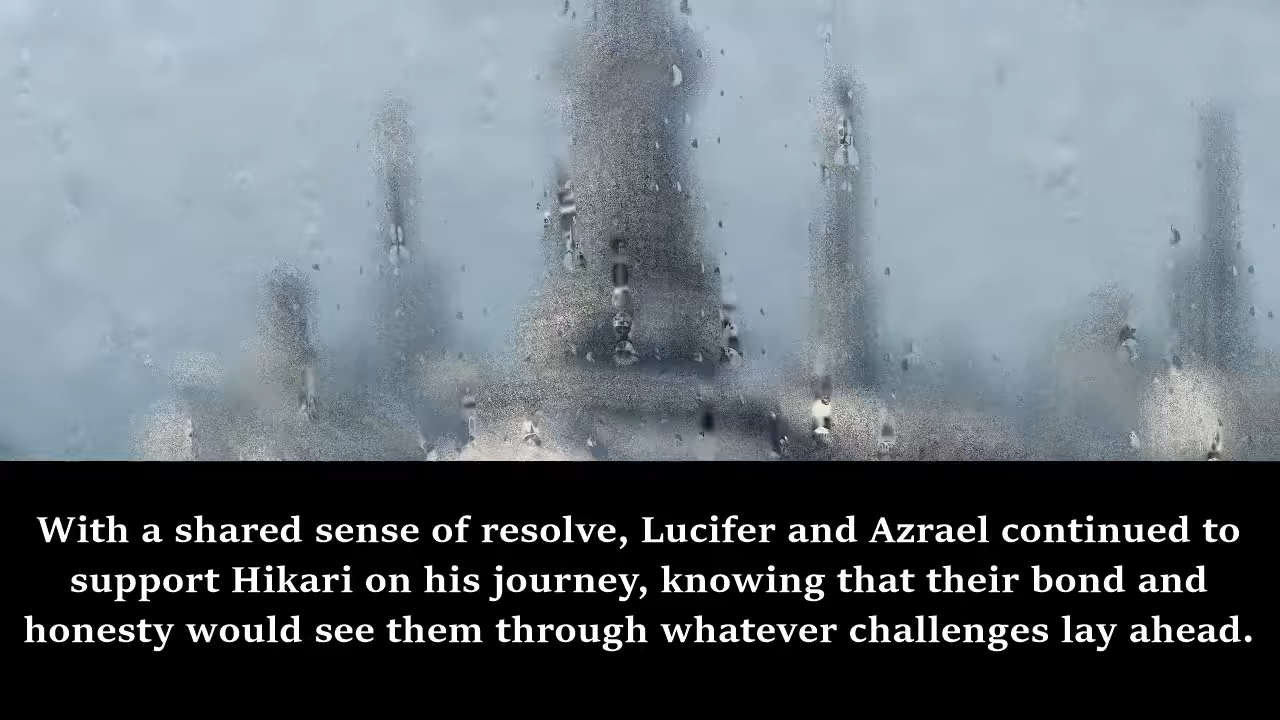 With a shared sense of resolve, Lucifer and Azrael continued to
support Hikari on his journey, knowing that their bond and
honesty would see them through whatever challenges lay ahead.